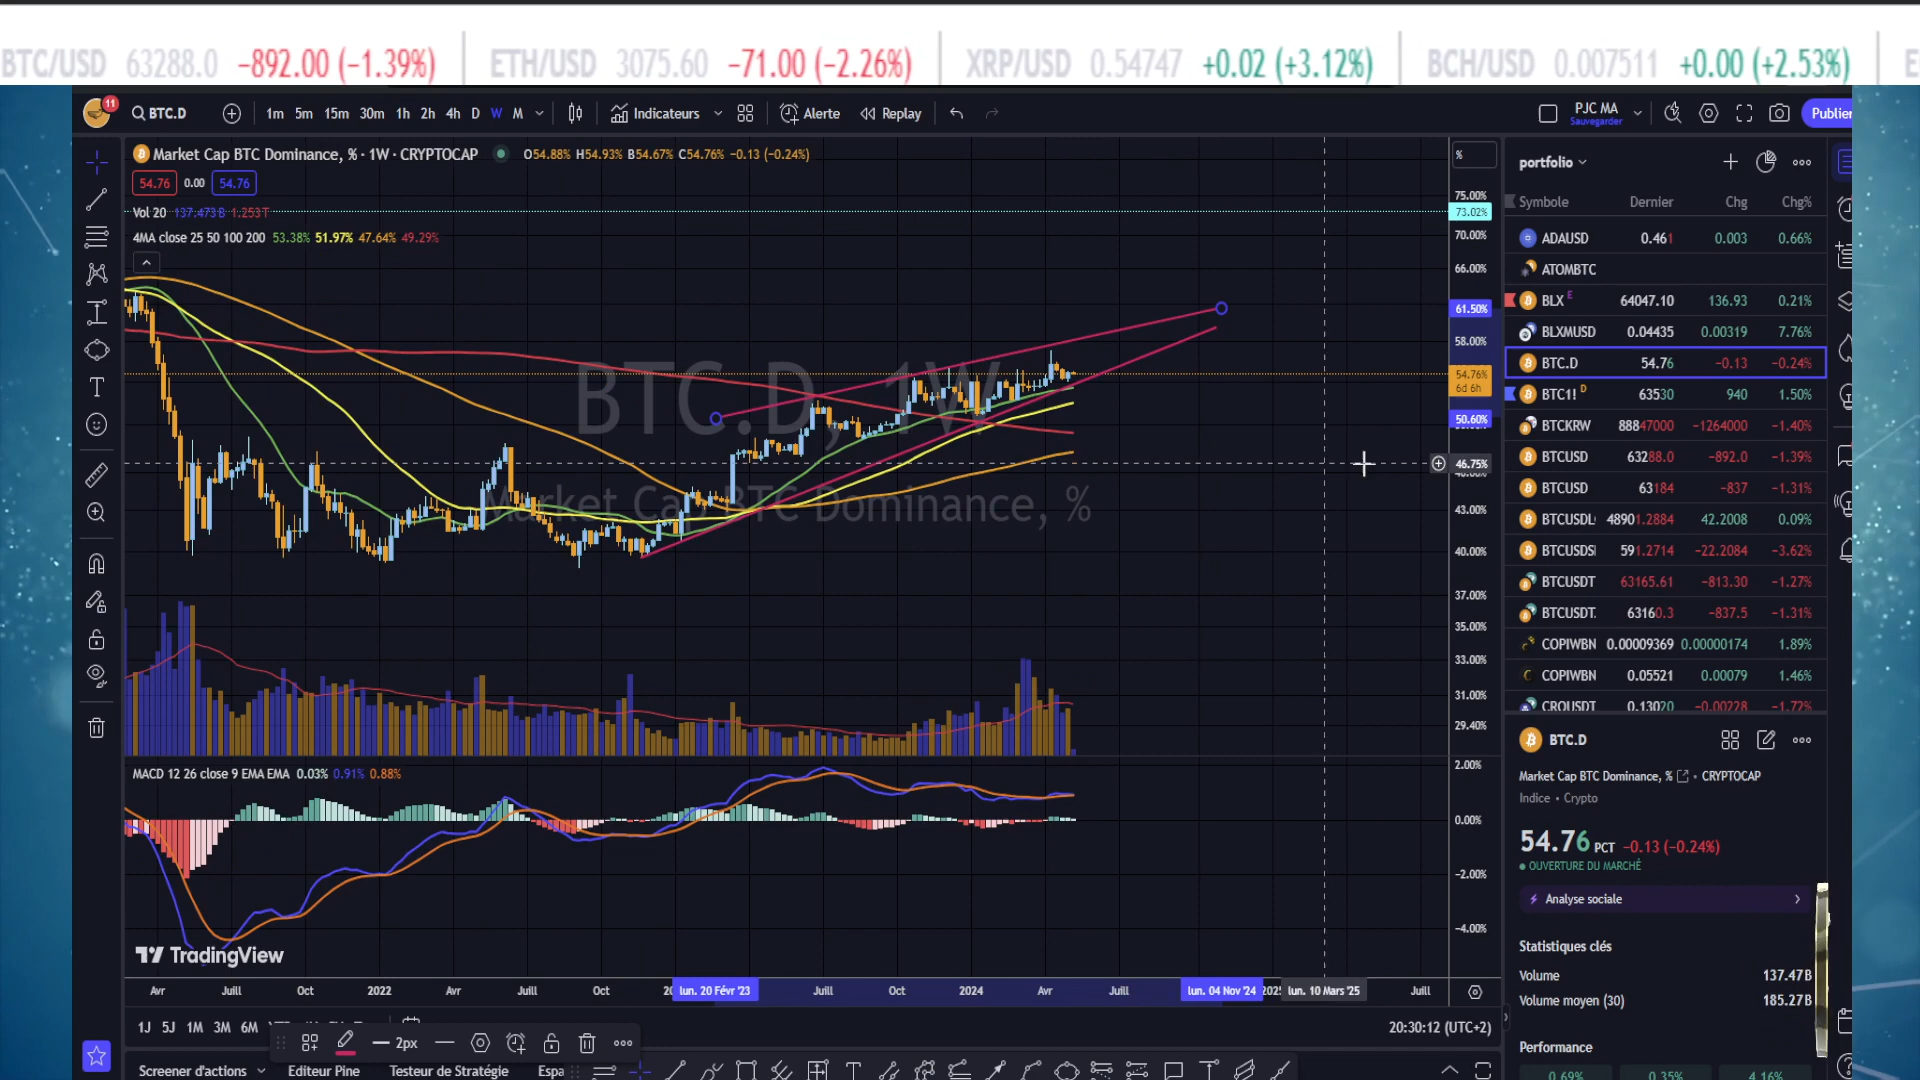 BTC/USD 63288.0 −892.00 (−1.39%) ETH/USD 3075.60 −71.00 (−2.26%) XRP/USD 0.54747 +0.02 (+3.12%) BCH/USD 0.007511 +0.00 (+2.53%)
11 BTC.D 1m 5m 15m 30m 1h 2h 4h D W M Indicateurs Alerte Replay PJC MA Sauvegarder Publier
Market Cap BTC Dominance, % · 1W · CRYPTOCAP O54.88% H54.93% B54.67% C54.76% −0.13 (−0.24%)
54.76 0.00 54.76
Vol 20 137.473B 1.253T
4MA close 25 50 100 200 53.38% 51.97% 47.64% 49.29%
BTC.D, 1W
Market Cap BTC Dominance, %
%
75.00%
73.02%
70.00%
66.00%
61.50%
58.00%
54.76%
6d 6h
50.60%
46.75%
43.00%
40.00%
37.00%
35.00%
33.00%
31.00%
29.40%
MACD 12 26 close 9 EMA EMA 0.03% 0.91% 0.88%
2.00%
0.00%
−2.00%
−4.00%
TradingView
Avr Juill Oct 2022 Avr Juill Oct lun. 20 Févr '23 Juill Oct 2024 Avr Juill lun. 04 Nov '24 2025 lun. 10 Mars '25 Juill
1J 5J 1M 3M 6M 20:30:12 (UTC+2)
2px
Screener d'actions Editeur Pine Testeur de Stratégie Espa
portfolio
Symbole Dernier Chg Chg%
ADAUSD 0.461 0.003 0.66%
ATOMBTC
BLX E 64047.10 136.93 0.21%
BLXMUSD 0.04435 0.00319 7.76%
BTC.D 54.76 −0.13 −0.24%
BTC1! D 63530 940 1.50%
BTCKRW 88847000 −1264000 −1.40%
BTCUSD 63288.0 −892.0 −1.39%
BTCUSD 63184 −837 −1.31%
BTCUSDL 48901.2884 42.2008 0.09%
BTCUSDS 591.2714 −22.2084 −3.62%
BTCUSDT 63165.61 −813.30 −1.27%
BTCUSDT. 63160.3 −837.5 −1.31%
COPIWBN 0.00009369 0.00000174 1.89%
COPIWBN 0.05521 0.00079 1.46%
CROUSDT 0.13020 −0.00228 −1.72%
BTC.D
Market Cap BTC Dominance, % • CRYPTOCAP
Indice • Crypto
54.76 PCT −0.13 (−0.24%)
OUVERTURE DU MARCHÉ
Analyse sociale
Statistiques clés
Volume 137.47B
Volume moyen (30) 185.27B
Performance
0.69% 0.35% 4.16%